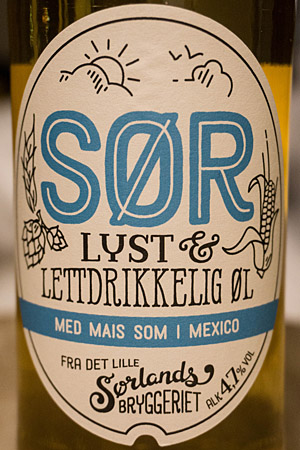 SØR
LYST &
LETTDRIKKELIG ØL
MED MAIS SOM I MEXICO
FRA DET LILLE
Sørlands
BRYGGERIET
ALK 4,7% VOL